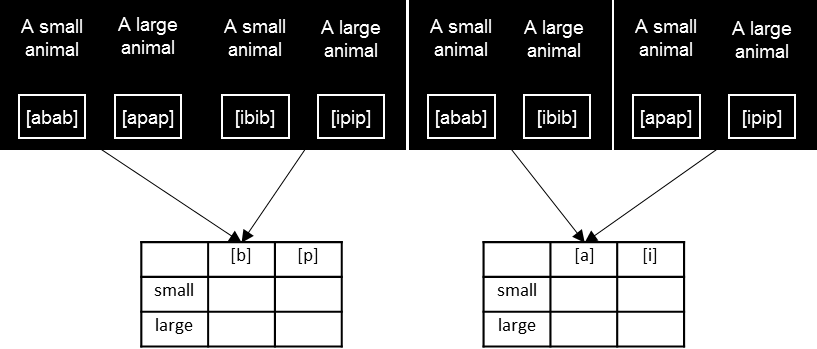 A small animal
A large animal
A small animal
A large animal
A small animal
A large animal
A small animal
A large animal
[abab] [apap] [ibib] [ipip] [abab] [ibib] [apap] [ipip]
[b] [p]
small
large
[a] [i]
small
large